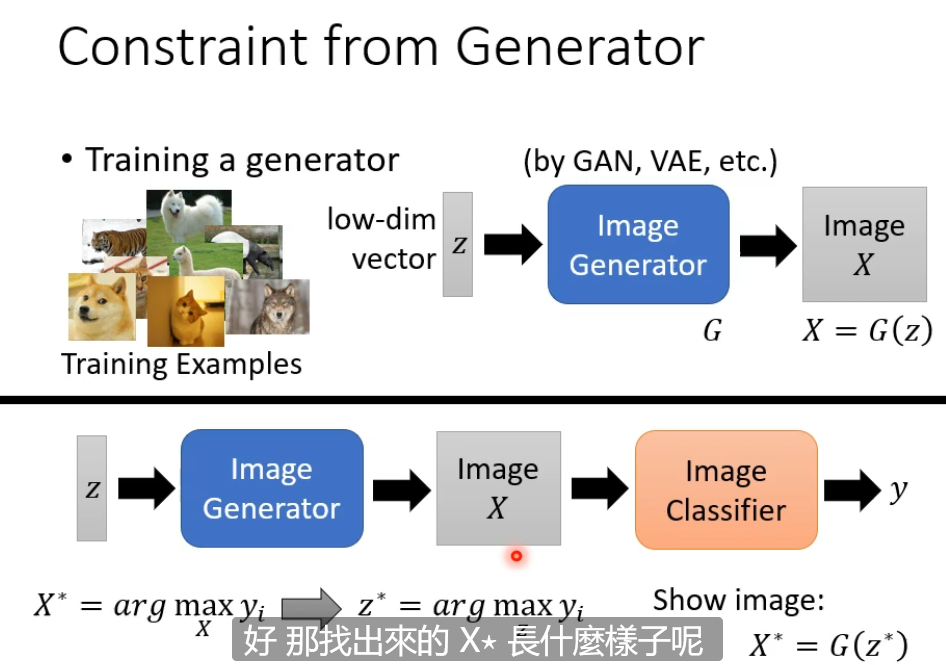 Constraint from Generator
• Training a generator
(by GAN, VAE, etc.)
low-dim
vector
z
Image
Generator
Image
X
G
X = G(z)
Training Examples
z
Image
Generator
Image
X
Image
Classifier
y
X* = arg max y_i
X
z* = arg max y_i
z
Show image:
X* = G(z*)
好 那找出來的 X⋆ 長什麼樣子呢